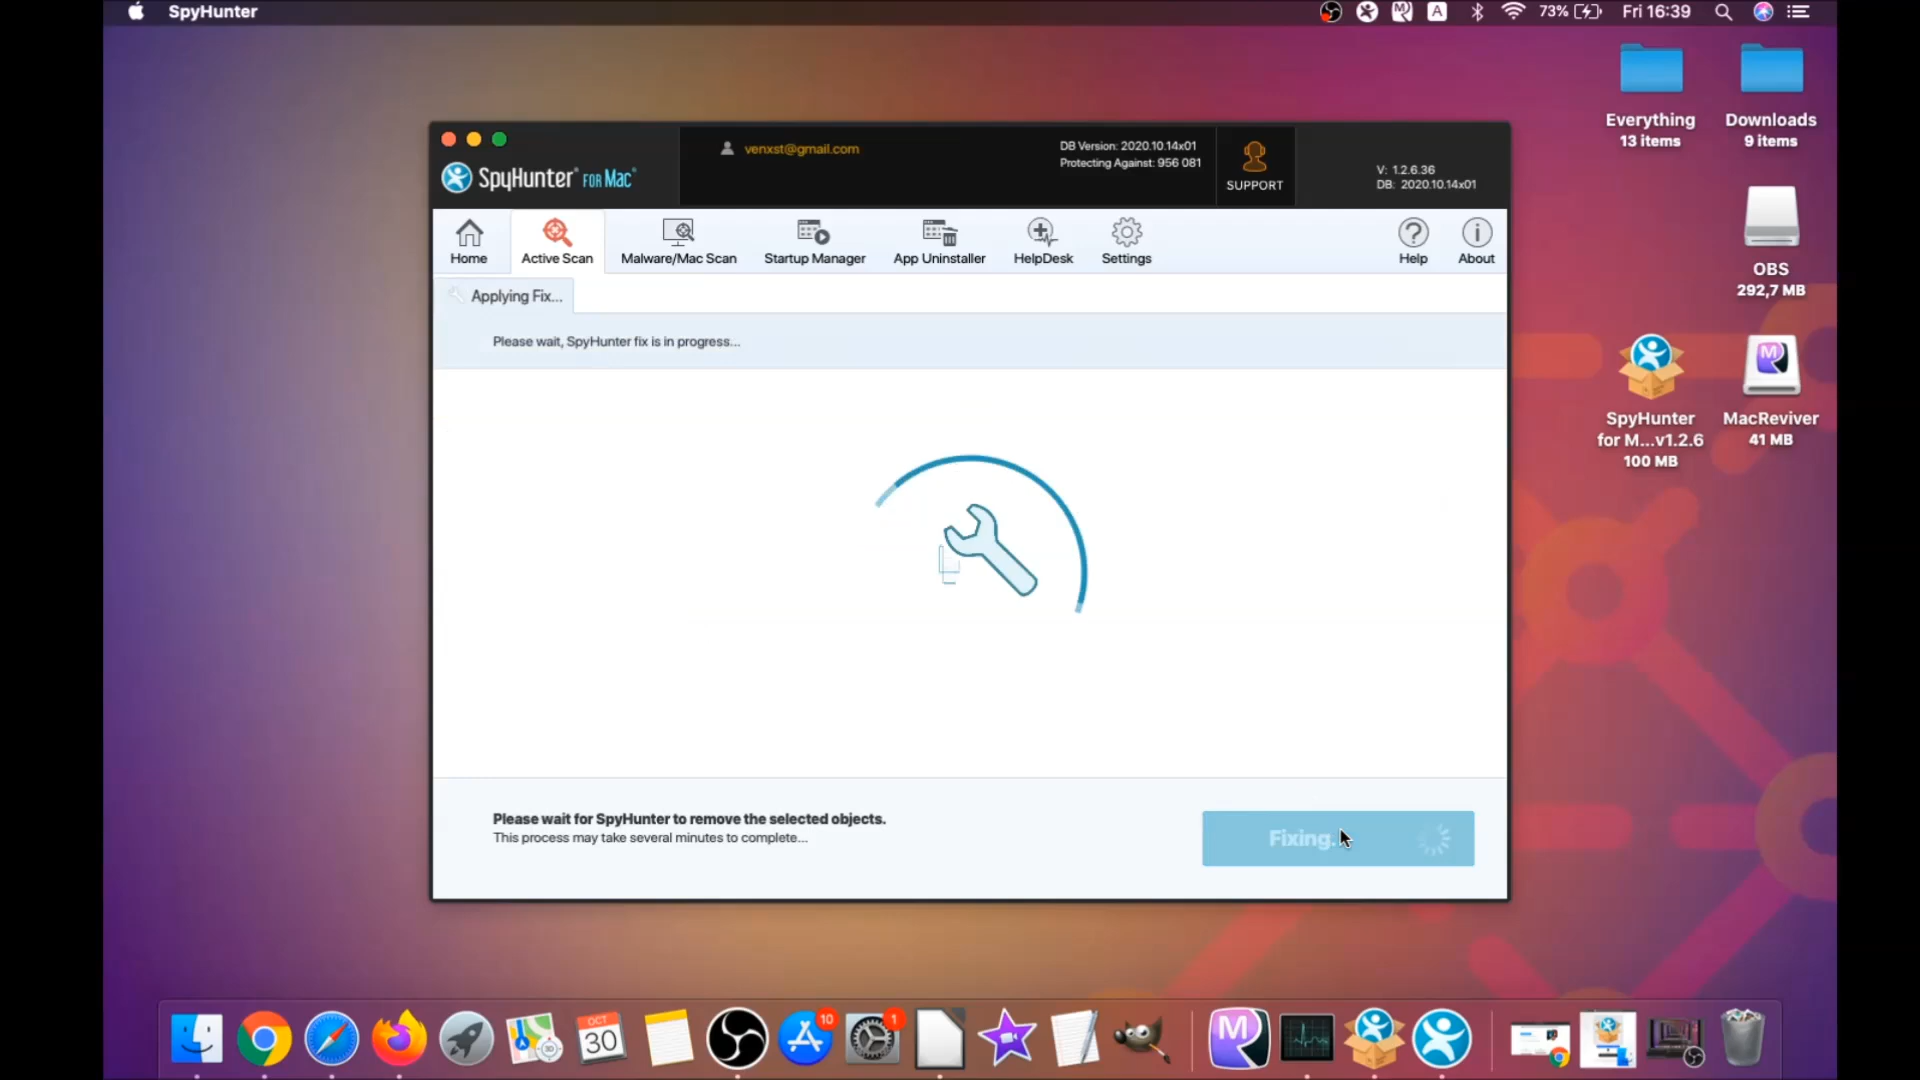 SpyHunter
73%
Fri 16:39
A
Everything
13 items
Downloads
9 items
OBS
292,7 MB
SpyHunter
for M...v1.2.6
100 MB
MacReviver
41 MB
SpyHunter® FOR MAC®
venxst@gmail.com
DB Version: 2020.10.14x01
Protecting Against: 956 081
SUPPORT
V: 1.2.6.36
DB: 2020.10.14x01
Home
Active Scan
Malware/Mac Scan
Startup Manager
App Uninstaller
HelpDesk
Settings
Help
About
Applying Fix...
Please wait, SpyHunter fix is in progress...
Please wait for SpyHunter to remove the selected objects.
This process may take several minutes to complete...
Fixing.
OCT
30
10
1